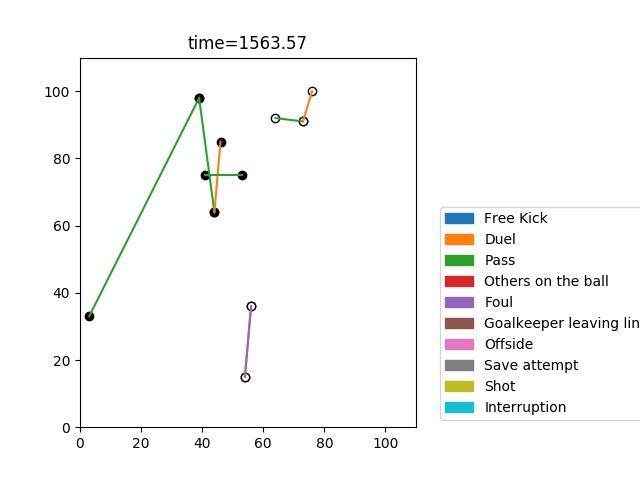 time=1563.57
100
80
60
40
20
0
0 20 40 60 80 100
Free Kick
Duel
Pass
Others on the ball
Foul
Goalkeeper leaving lin
Offside
Save attempt
Shot
Interruption